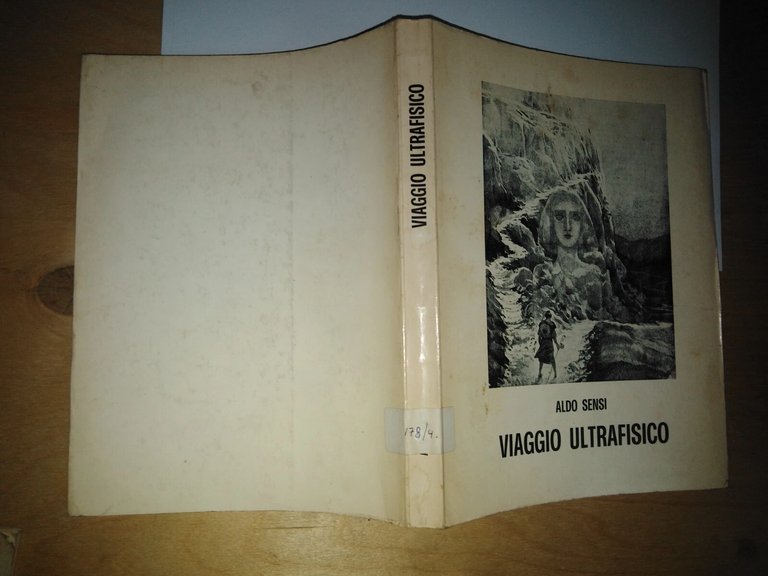 VIAGGIO ULTRAFISICO
178/4.
ALDO SENSI
VIAGGIO ULTRAFISICO